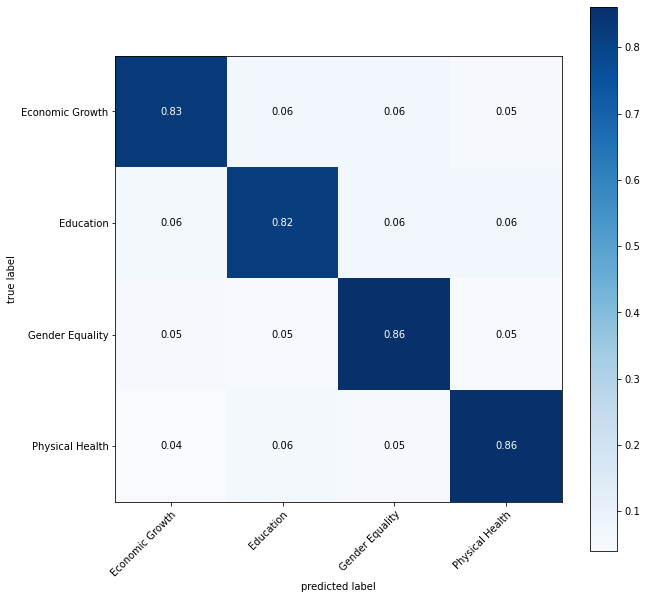 Economic Growth 0.83 0.06 0.06 0.05
Education 0.06 0.82 0.06 0.06
Gender Equality 0.05 0.05 0.86 0.05
Physical Health 0.04 0.06 0.05 0.86
true label
Economic Growth
Education
Gender Equality
Physical Health
predicted label
0.8
0.7
0.6
0.5
0.4
0.3
0.2
0.1